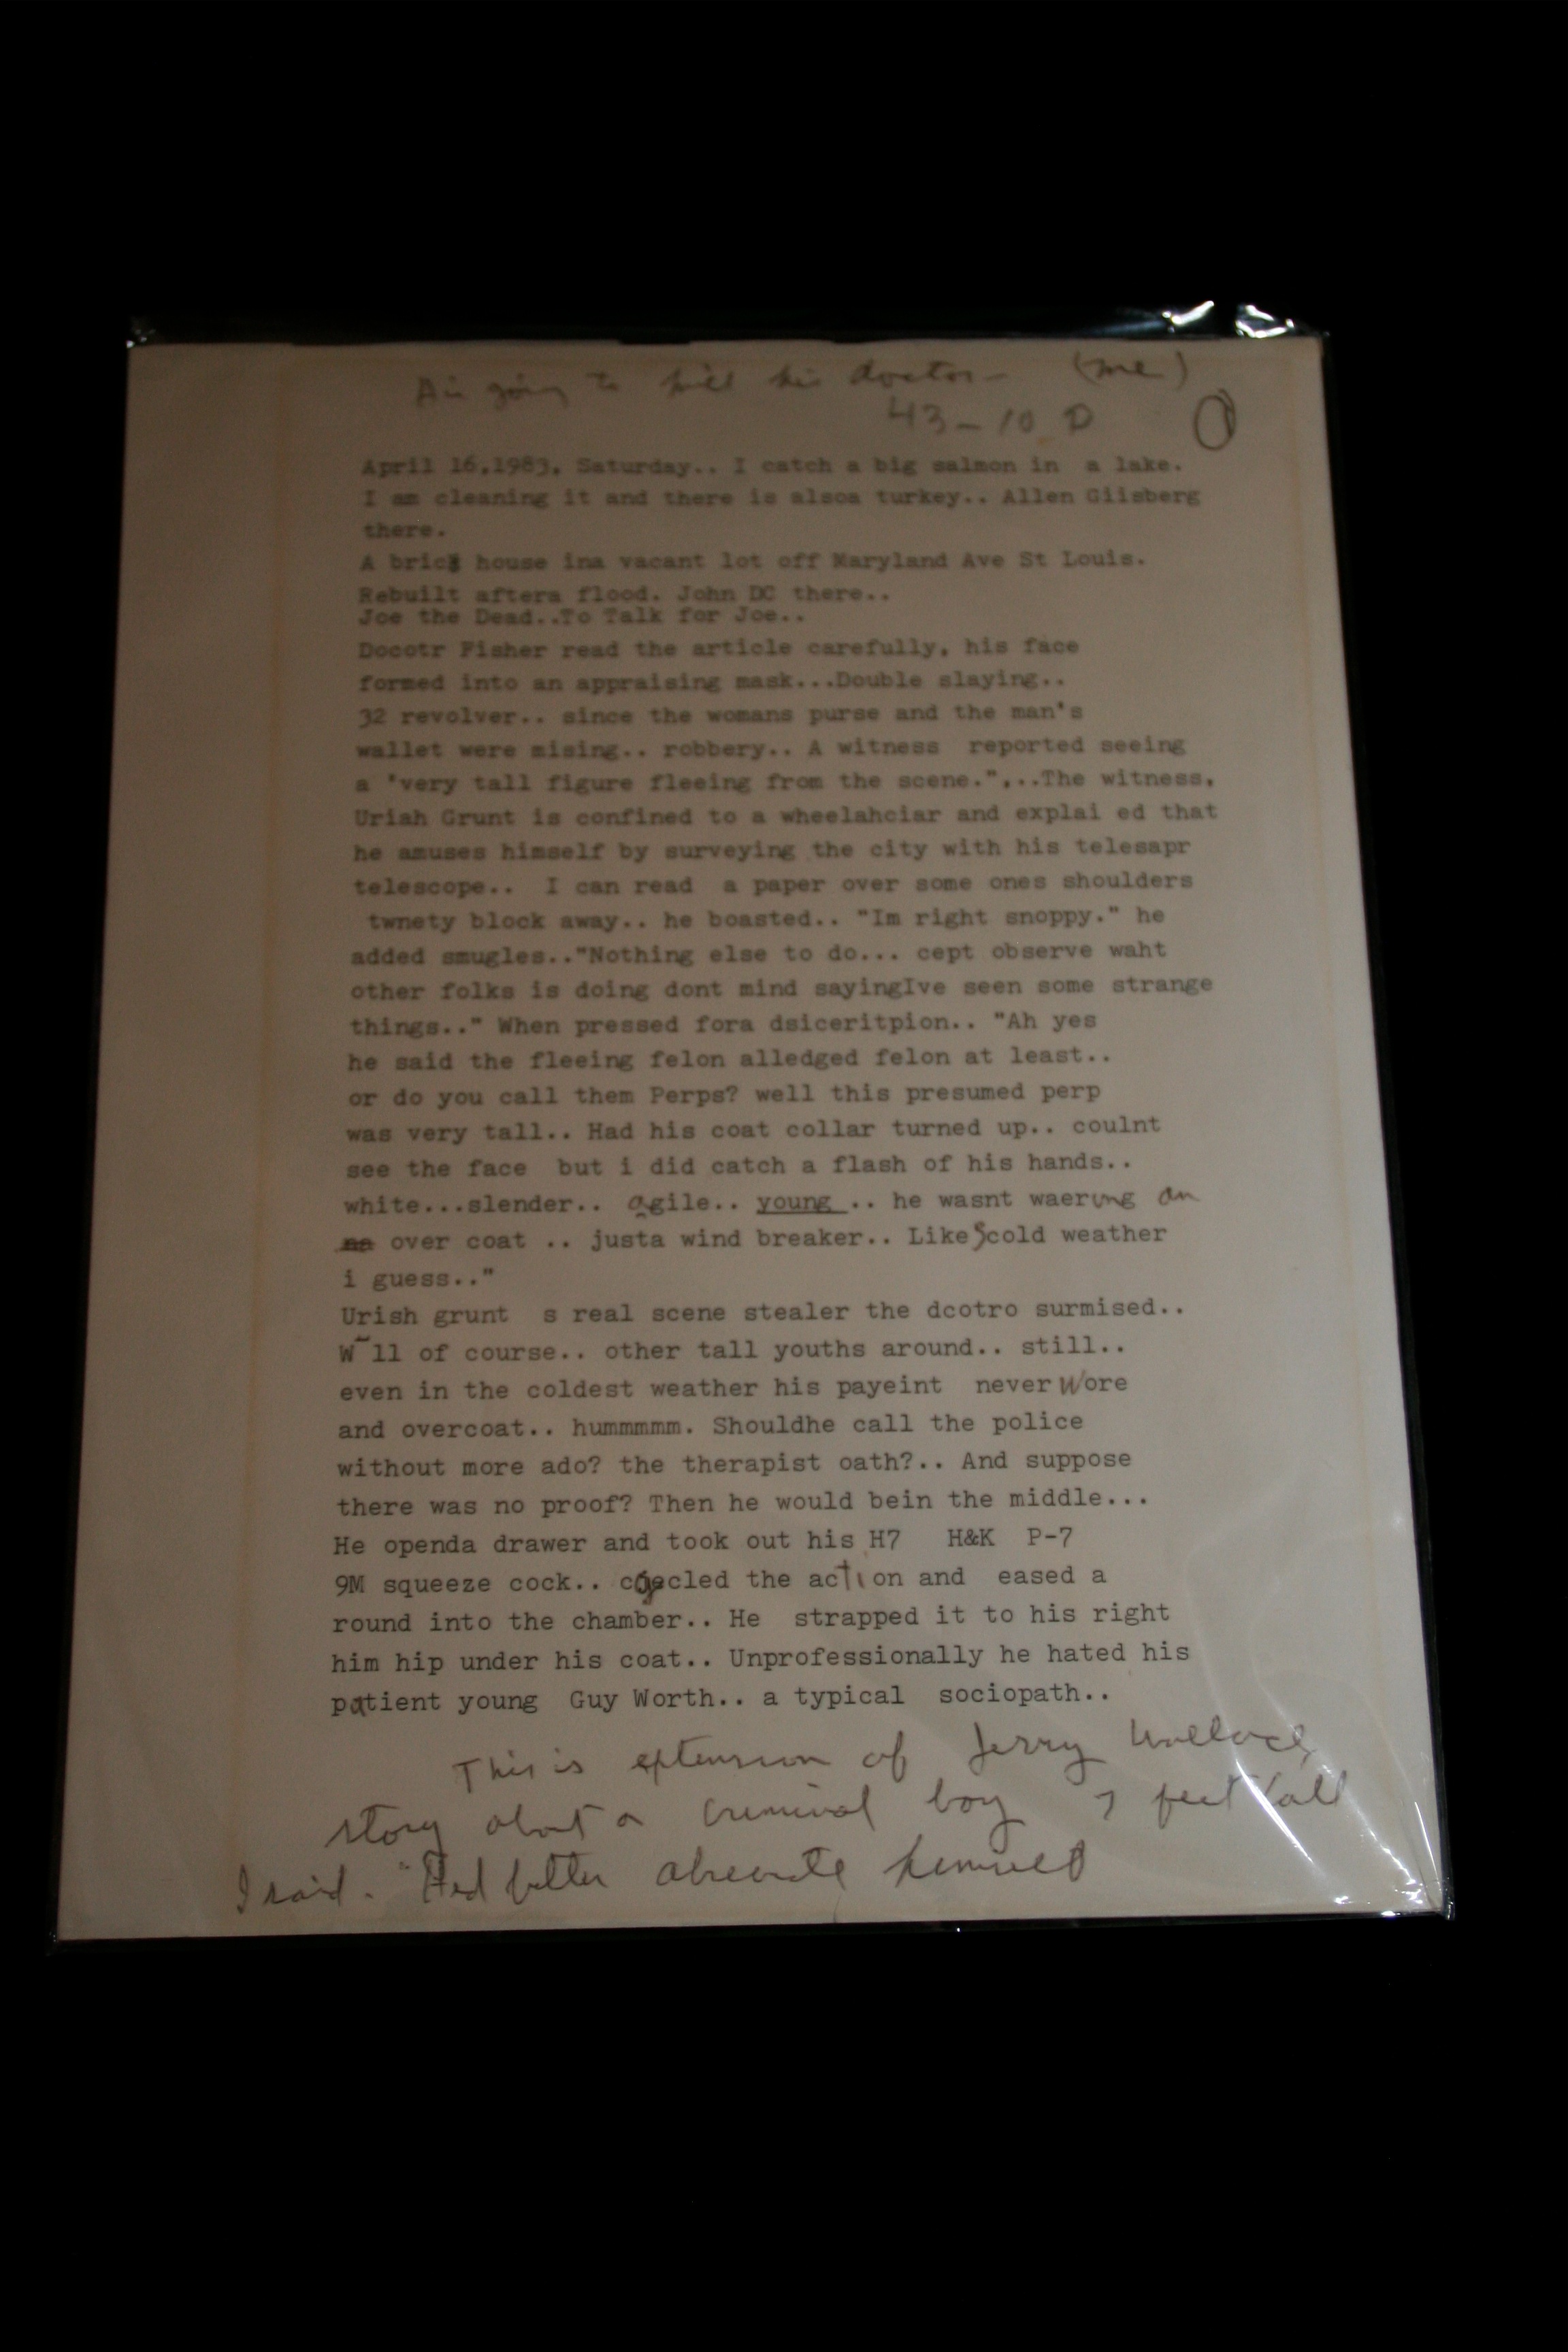 going to kill his doctor — (me)
43-10 D
April 16,1983. Saturday.. I catch a big salmon in a lake.
I am cleaning it and there is alsoa turkey.. Allen Giisberg
there.
A brick house ina vacant lot off Maryland Ave St Louis.
Rebuilt aftera flood. John DC there..
Joe the Dead..To Talk for Joe..
Docotr Fisher read the article carefully, his face
formed into an appraising mask...Double slaying..
32 revolver.. since the womans purse and the man's
wallet were mising.. robbery.. A witness reported seeing
a 'very tall figure fleeing from the scene.",...The witness,
Uriah Grunt is confined to a wheelahciar and explai ed that
he amuses himself by surveying the city with his telesapr
telescope.. I can read a paper over some ones shoulders
twnety block away.. he boasted.. "Im right snoppy." he
added smugles.."Nothing else to do... cept observe waht
other folks is doing dont mind sayingIve seen some strange
things.." When pressed fora dsiceritpion.. "Ah yes
he said the fleeing felon alledged felon at least..
or do you call them Perps? well this presumed perp
was very tall.. Had his coat collar turned up.. coulnt
see the face but i did catch a flash of his hands..
white...slender.. agile.. young .. he wasnt waering an
over coat .. justa wind breaker.. Likes cold weather
i guess.."
Urish grunt s real scene stealer the dcotro surmised..
W ll of course.. other tall youths around.. still..
even in the coldest weather his payeint never wore
and overcoat.. hummmmm. Shouldhe call the police
without more ado? the therapist oath?.. And suppose
there was no proof? Then he would bein the middle...
He openda drawer and took out his H7 H&K P-7
9M squeeze cock.. the action and eased a
round into the chamber.. He strapped it to his right
him hip under his coat.. Unprofessionally he hated his
patient young Guy Worth.. a typical sociopath..
This is extension of Jerry Wallace
story about a criminal boy 7 feet tall
I said. "Hed better himself